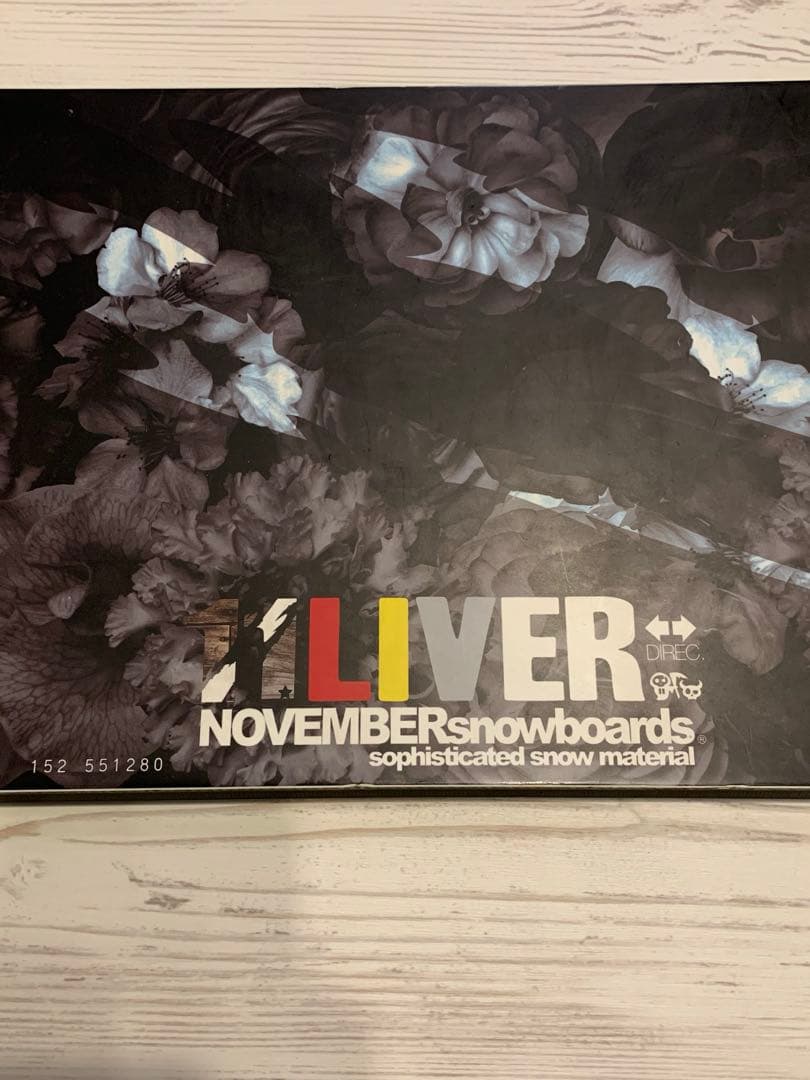 LIVER
DIREC.
NOVEMBERsnowboards®
sophisticated snow material
152 551280